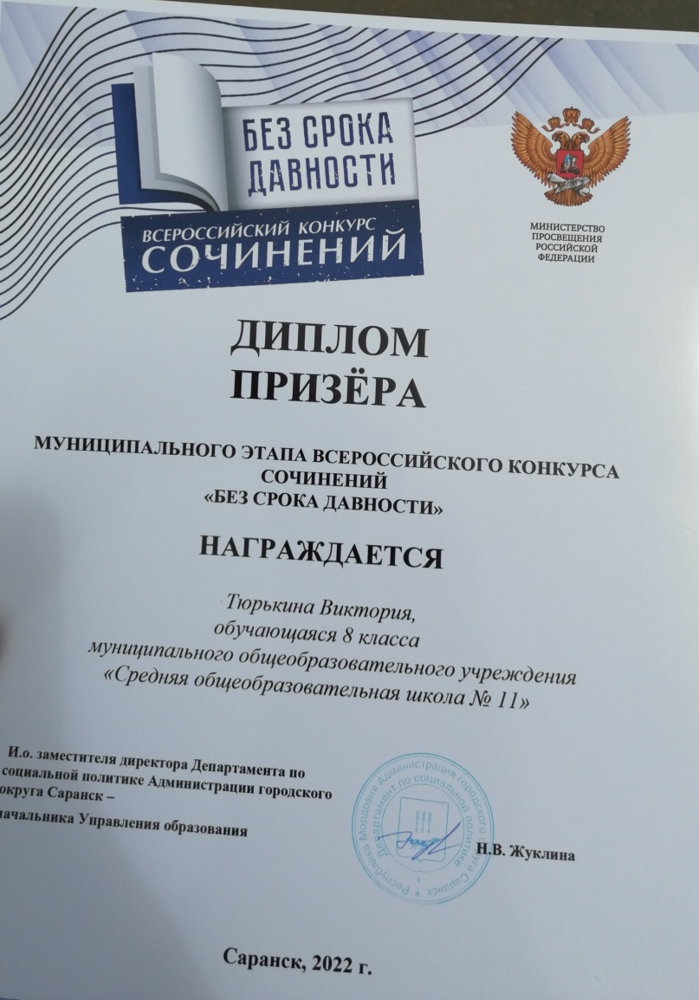 БЕЗ СРОКА
ДАВНОСТИ
ВСЕРОССИЙСКИЙ КОНКУРС
СОЧИНЕНИЙ
МИНИСТЕРСТВО
ПРОСВЕЩЕНИЯ
РОССИЙСКОЙ
ФЕДЕРАЦИИ
ДИПЛОМ
ПРИЗЁРА
МУНИЦИПАЛЬНОГО ЭТАПА ВСЕРОССИЙСКОГО КОНКУРСА
СОЧИНЕНИЙ
«БЕЗ СРОКА ДАВНОСТИ»
НАГРАЖДАЕТСЯ
Тюрькина Виктория,
обучающаяся 8 класса
муниципального общеобразовательного учреждения
«Средняя общеобразовательная школа № 11»
И.о. заместителя директора Департамента по
социальной политике Администрации городского
округа Саранск –
начальника Управления образования
Республика Мордовия Администрация городского округа Саранск
Департамент по социальной политике
Н.В. Жуклина
Саранск, 2022 г.